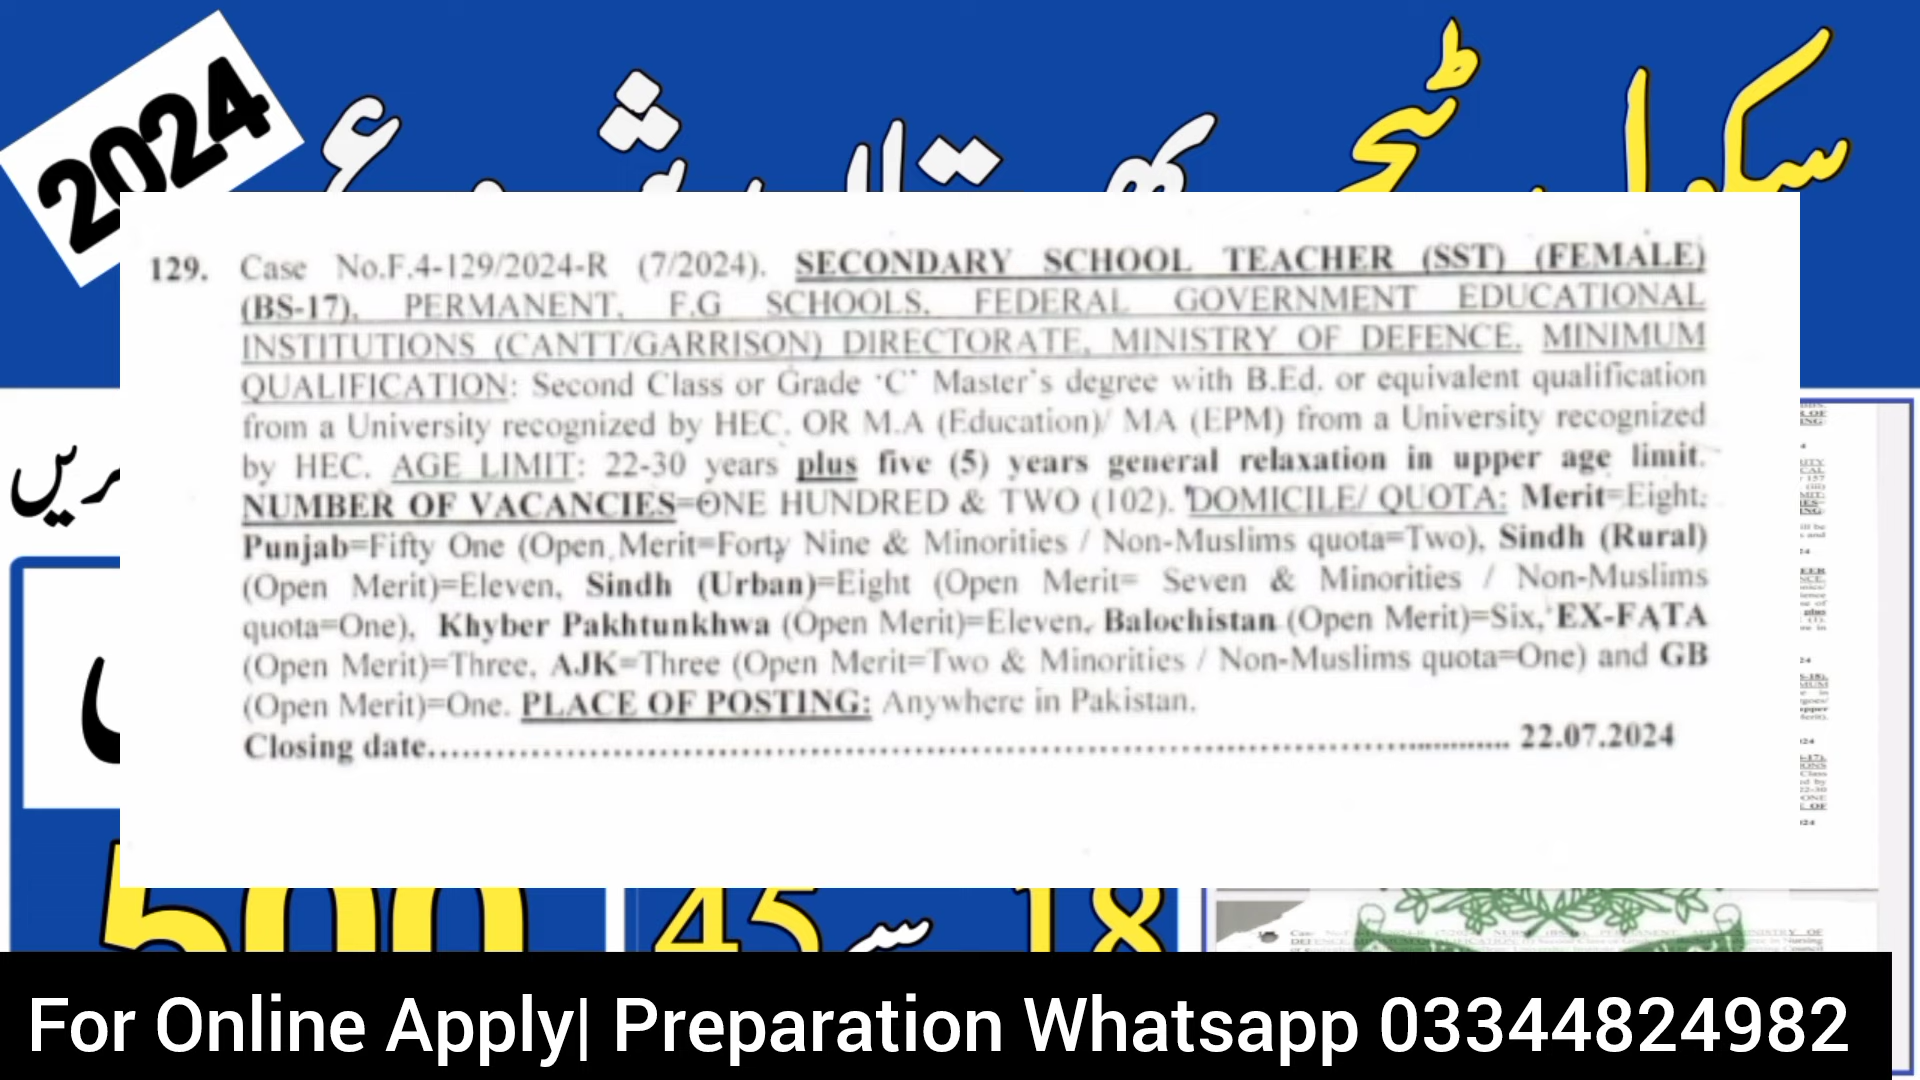 2024
سکول ٹیچر بھرتیاں شروع
129. Case No.F.4-129/2024-R (7/2024). SECONDARY SCHOOL TEACHER (SST) (FEMALE)
(BS-17), PERMANENT, F.G SCHOOLS, FEDERAL GOVERNMENT EDUCATIONAL
INSTITUTIONS (CANTT/GARRISON) DIRECTORATE, MINISTRY OF DEFENCE. MINIMUM
QUALIFICATION: Second Class or Grade 'C' Master's degree with B.Ed. or equivalent qualification
from a University recognized by HEC. OR M.A (Education)/ MA (EPM) from a University recognized
by HEC. AGE LIMIT: 22-30 years plus five (5) years general relaxation in upper age limit.
NUMBER OF VACANCIES=ONE HUNDRED & TWO (102). DOMICILE/ QUOTA: Merit=Eight,
Punjab=Fifty One (Open Merit=Forty Nine & Minorities / Non-Muslims quota=Two), Sindh (Rural)
(Open Merit)=Eleven, Sindh (Urban)=Eight (Open Merit= Seven & Minorities / Non-Muslims
quota=One), Khyber Pakhtunkhwa (Open Merit)=Eleven, Balochistan (Open Merit)=Six, EX-FATA
(Open Merit)=Three, AJK=Three (Open Merit=Two & Minorities / Non-Muslims quota=One) and GB
(Open Merit)=One. PLACE OF POSTING: Anywhere in Pakistan.
Closing date.......................................................................................... 22.07.2024
500
18 سے 45
For Online Apply| Preparation Whatsapp 03344824982